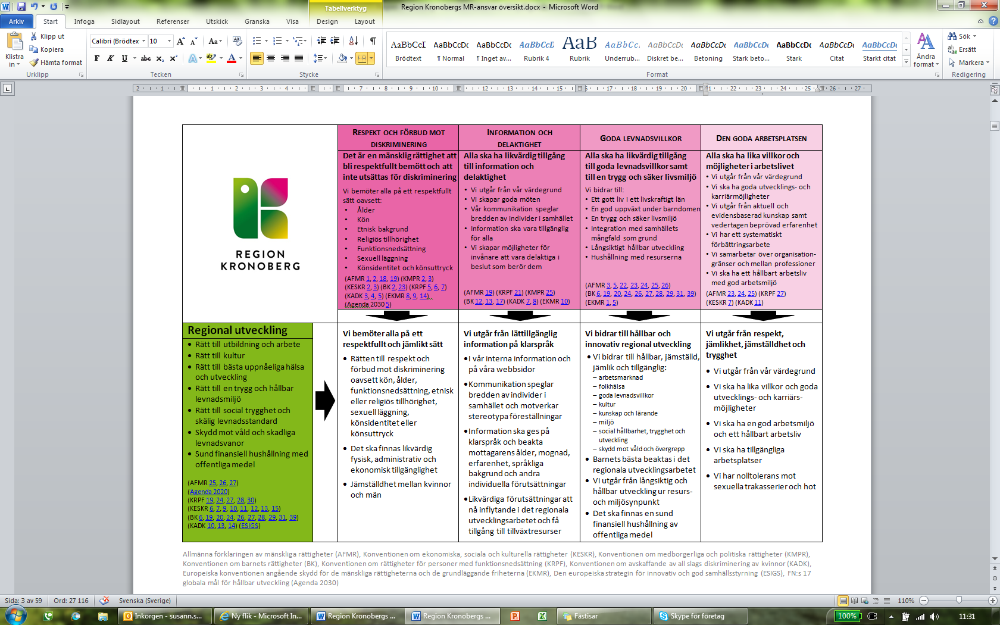 Region Kronobergs MR-ansvar översikt.docx - Microsoft Word
Tabellverktyg
Arkiv Start Infoga Sidlayout Referenser Utskick Granska Visa Design Layout
Klistra in
Klipp ut
Kopiera
Hämta format
Urklipp
Calibri (Brödtex 10
F K U abc x₂ x²
Tecken
Stycke
AaBbCcI AaBbCcDc AaBbCcDc AaBbCcD AaB AaBbCc. AaBbCcDc AaBbCcDc AaBbCcDc AaBbCcDc AaBbCcDc AaBbCcDc
Brödtext ¶ Normal ¶ Inget av... Rubrik 4 Rubrik Underrub... Diskret be... Betoning Stark beto... Stark Citat Starkt citat
Format
Ändra format
Sök
Ersätt
Markera
Redigering
2 1 1 2 3 4 6 7 8 9 10 12 13 14 15 17 18 19 20 22 23 24 25 26 27
REGION
KRONOBERG
RESPEKT OCH FÖRBUD MOT
DISKRIMINERING
Det är en mänsklig rättighet att
bli respektfullt bemött och att
inte utsättas för diskriminering
Vi bemöter alla på ett respektfullt
sätt oavsett:
• Ålder
• Kön
• Etnisk bakgrund
• Religiös tillhörighet
• Funktionsnedsättning
• Sexuell läggning
• Könsidentitet och könsuttryck
(AFMR 1, 2, 18, 19) (KMPR 2, 3)
(KESKR 2, 3) (BK 2, 23) (KRPF 5, 6, 7)
(KADK 3, 4, 5) (EKMR 8, 9, 14)
(Agenda 2030 5)
INFORMATION OCH
DELAKTIGHET
Alla ska ha likvärdig tillgång
till information och
delaktighet
• Vi utgår från vår värdegrund
• Vi skapar goda möten
• Vår kommunikation speglar
bredden av individer i samhället
• Information ska vara tillgänglig
för alla
• Vi skapar möjligheter för
invånare att vara delaktiga i
beslut som berör dem
(AFMR 19) (KRPF 21) (KMPR 25)
(BK 12, 13, 17) (KADK 7, 8) (EKMR 10)
GODA LEVNADSVILLKOR
Alla ska ha likvärdig tillgång
till goda levnadsvillkor samt
till en trygg och säker livsmiljö
Vi bidrar till:
• Ett gott liv i ett livskraftigt län
• En god uppväxt under barndomen
• En trygg och säker livsmiljö
• Integration med samhällets
mångfald som grund
• Långsiktigt hållbar utveckling
• Hushållning med resurserna
(AFMR 3, 5, 22, 23, 24, 25, 26)
(BK 6, 19, 20, 24, 26, 27, 28, 29, 31, 39)
(EKMR 1, 5)
DEN GODA ARBETSPLATSEN
Alla ska ha lika villkor och
möjligheter i arbetslivet
• Vi utgår från vår värdegrund
• Vi ska ha goda utvecklings- och
karriärmöjligheter
• Vi utgår från aktuell och
evidensbaserad kunskap samt
vedertagen beprövad erfarenhet
• Vi har ett systematiskt
förbättringsarbete
• Vi samarbetar över organisation-
gränser och mellan professioner
• Vi ska ha ett hållbart arbetsliv
med god arbetsmiljö
(AFMR 23, 24, 25) (KRPF 27)
(KESKR 7) (KADK 11)
Regional utveckling
• Rätt till utbildning och arbete
• Rätt till kultur
• Rätt till bästa uppnåeliga hälsa
och utveckling
• Rätt till en trygg och hållbar
levnadsmiljö
• Rätt till social trygghet och
skälig levnadsstandard
• Skydd mot våld och skadliga
levnadsvanor
• Sund finansiell hushållning med
offentliga medel
(AFMR 25, 26, 27)
(Agenda 2020)
(KRPF 19, 24, 27, 28, 30)
(KESKR 6, 7, 9, 10, 11, 12, 13, 15)
(BK 6, 19, 20, 24, 26, 27, 28, 29, 31, 39)
(KADK 10, 13, 14) (ESIGS)
Vi bemöter alla på ett
respektfullt och jämlikt sätt
• Rätten till respekt och
förbud mot diskriminering
oavsett kön, ålder,
funktionsnedsättning, etnisk
eller religiös tillhörighet,
sexuell läggning,
könsidentitet eller
könsuttryck
• Det ska finnas likvärdig
fysisk, administrativ och
ekonomisk tillgänglighet
• Jämställdhet mellan kvinnor
och män
Vi utgår från lättillgänglig
information på klarspråk
• I vår interna information och
på våra webbsidor
• Kommunikation speglar
bredden av individer i
samhället och motverkar
stereotypa föreställningar
• Information ska ges på
klarspråk och beakta
mottagarens ålder, mognad,
erfarenhet, språkliga
bakgrund och andra
individuella förutsättningar
• Likvärdiga förutsättningar att
nå inflytande i det regionala
utvecklingsarbetet och få
tillgång till tillväxtresurser
Vi bidrar till hållbar och
innovativ regional utveckling
• Vi bidrar till hållbar, jämställd,
jämlik och tillgänglig:
– arbetsmarknad
– folkhälsa
– goda levnadsvillkor
– kultur
– kunskap och lärande
– miljö
– social hållbarhet, trygghet och
utveckling
– skydd mot våld och övergrepp
• Barnets bästa beaktas i det
regionala utvecklingsarbetet
• Vi utgår från långsiktig och
hållbar utveckling ur resurs-
och miljösynpunkt
• Det ska finnas en sund
finansiell hushållning av
offentliga medel
Vi utgår från respekt,
jämlikhet, jämställdhet och
trygghet
• Vi utgår från vår värdegrund
• Vi ska ha lika villkor och goda
utvecklings- och karriärs-
möjligheter
• Vi ska ha en god arbetsmiljö
och ett hållbart arbetsliv
• Vi ska ha tillgängliga
arbetsplatser
• Vi har nolltolerans mot
sexuella trakasserier och hot
Allmänna förklaringen av mänskliga rättigheter (AFMR), Konventionen om ekonomiska, sociala och kulturella rättigheter (KESKR), Konventionen om medborgerliga och politiska rättigheter (KMPR),
Konventionen om barnets rättigheter (BK), Konventionen om rättigheter för personer med funktionsnedsättning (KRPF), Konventionen om avskaffande av all slags diskriminering av kvinnor (KADK),
Europeiska konventionen angående skydd för de mänskliga rättigheterna och de grundläggande friheterna (EKMR), Den europeiska strategin för innovativ och god samhällsstyrning (ESIGS), FN:s 17
globala mål för hållbar utveckling (Agenda 2030)
Sida: 3 av 59 Ord: 27 116 Svenska (Sverige) 110%
Inkorgen - susann.s... Ny flik - Microsoft In... Region Kronobergs ... Region Kronobergs ... Fästisar Skype för företag 100% 11:31